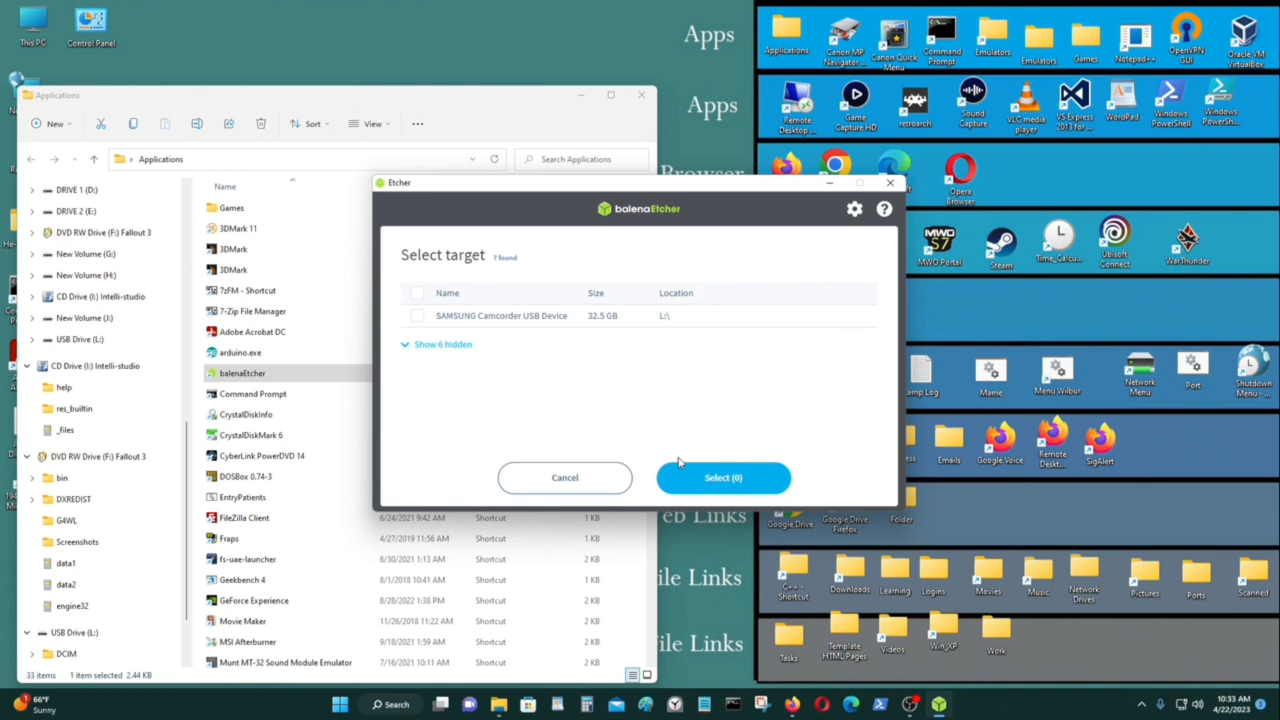 This PC
Control Panel
Apps
Applications
Canon MP Navigator ...
Canon Quick Menu
Command Prompt
Emulators
Emulators
Games
Notepad++
OpenVPN GUI
Oracle VM VirtualBox
Apps
Remote Desktop ...
Game Capture HD
retroarch
Sound Capture
VLC media player
VS Express 2013 for ...
WordPad
Windows PowerShell
Windows PowerSh...
Browser
Opera Browser
MWO Portal
Steam
Time_Calcu...
Ubisoft Connect
WarThunder
Mame
Menu Wilbur
Network Menu
Port
Shutdown Menu - ...
Emails
Google Voice
Remote Deskt...
SigAlert
eb Links
Google Drive
Google Drive Firefox
Folder
ile Links
C++ - Shortcut
Downloads
Learning
Logins
Movies
Music
Network Drives
Pictures
Ports
Scanned
File Links
Tasks
Template HTML Pages
Videos
Win_XP
Work
Applications
New
Sort
View
Applications
Search Applications
DRIVE 1 (D:)
DRIVE 2 (E:)
DVD RW Drive (F:) Fallout 3
New Volume (G:)
New Volume (H:)
CD Drive (I:) Intelli-studio
New Volume (J:)
USB Drive (L:)
CD Drive (I:) Intelli-studio
help
res_builtin
_files
DVD RW Drive (F:) Fallout 3
bin
DXREDIST
G4WL
Screenshots
data1
data2
engine32
USB Drive (L:)
DCIM
Name
Games
3DMark 11
3DMark
3DMark
7zFM - Shortcut
7-Zip File Manager
Adobe Acrobat DC
arduino.exe
balenaEtcher
Command Prompt
CrystalDiskInfo
CrystalDiskMark 6
CyberLink PowerDVD 14
DOSBox 0.74-3
EntryPatients
FileZilla Client 6/24/2021 9:42 AM Shortcut 1 KB
Fraps 4/27/2019 11:56 AM Shortcut 1 KB
fs-uae-launcher 6/30/2021 1:13 AM Shortcut 2 KB
Geekbench 4 8/1/2018 10:41 AM Shortcut 2 KB
GeForce Experience 8/28/2022 1:38 PM Shortcut 2 KB
Movie Maker 11/26/2018 11:22 AM Shortcut 2 KB
MSI Afterburner 9/18/2021 1:59 AM Shortcut 2 KB
Munt MT-32 Sound Module Emulator 7/17/2021 10:11 AM Shortcut 2 KB
33 items 1 item selected 2.44 KB
Etcher
balenaEtcher
Select target 7 found
Name Size Location
SAMSUNG Camcorder USB Device 32.5 GB L:\
Show 6 hidden
Cancel
Select (0)
66°F
Sunny
Search
10:33 AM
4/22/2023